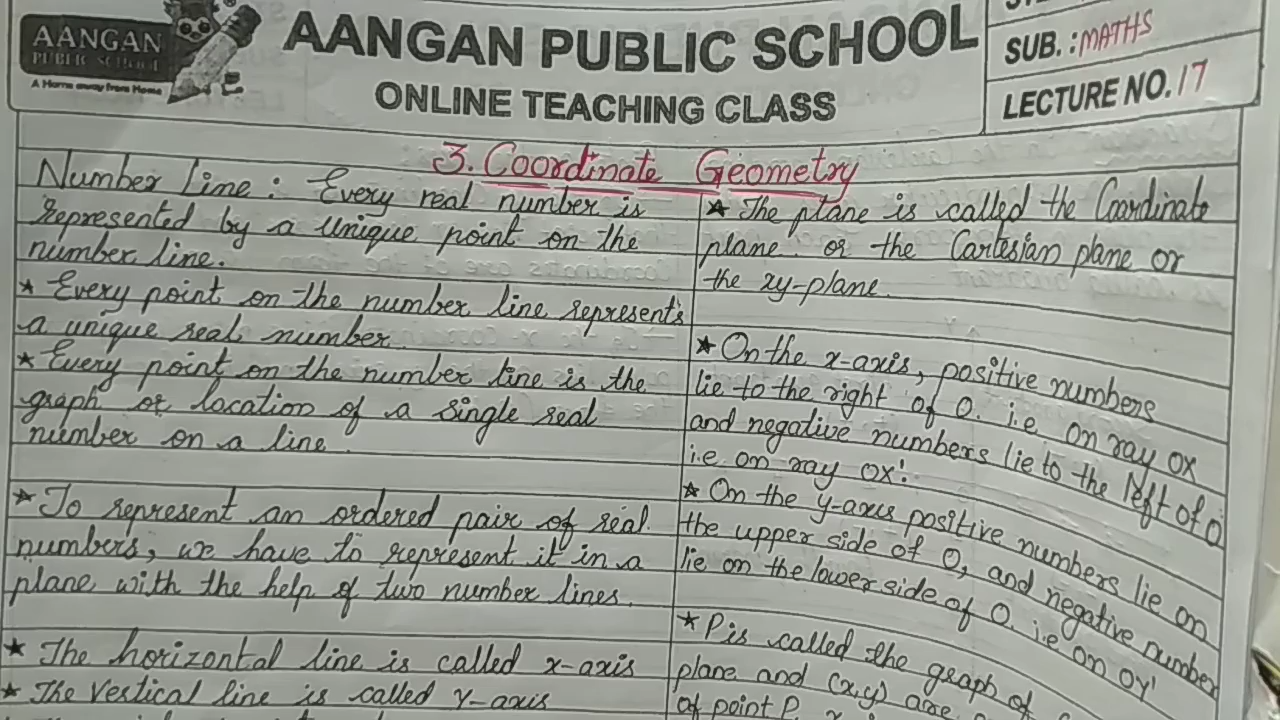 AANGAN
PUBLIC SCHOOL
A Home away from Home
AANGAN PUBLIC SCHOOL
ONLINE TEACHING CLASS
SUB. : MATHS
LECTURE NO. 17
3. Coordinate Geometry
Number Line : Every real number is
represented by a Unique point on the
number line.
★ Every point on the number line represents
a unique real number
★ Every point on the number line is the
graph or location of a single real
number on a line.
★ To represent an ordered pair of real
numbers, we have to represent it in a
plane with the help of two number lines.
★ The horizontal line is called x-axis
★ The Vertical line is called Y-axis
★ The plane is called the Coordinate
plane or the Cartesian plane or
the xy-plane.
★ On the x-axis, positive numbers
lie to the right of O. i.e on ray OX
and negative numbers lie to the left of O
i.e on ray OX'.
★ On the y-axis positive numbers lie on
the upper side of O, and negative number
lie on the lower side of O. i.e on OY'
★ P is called the graph of
plane and (x,y) are
of point P.